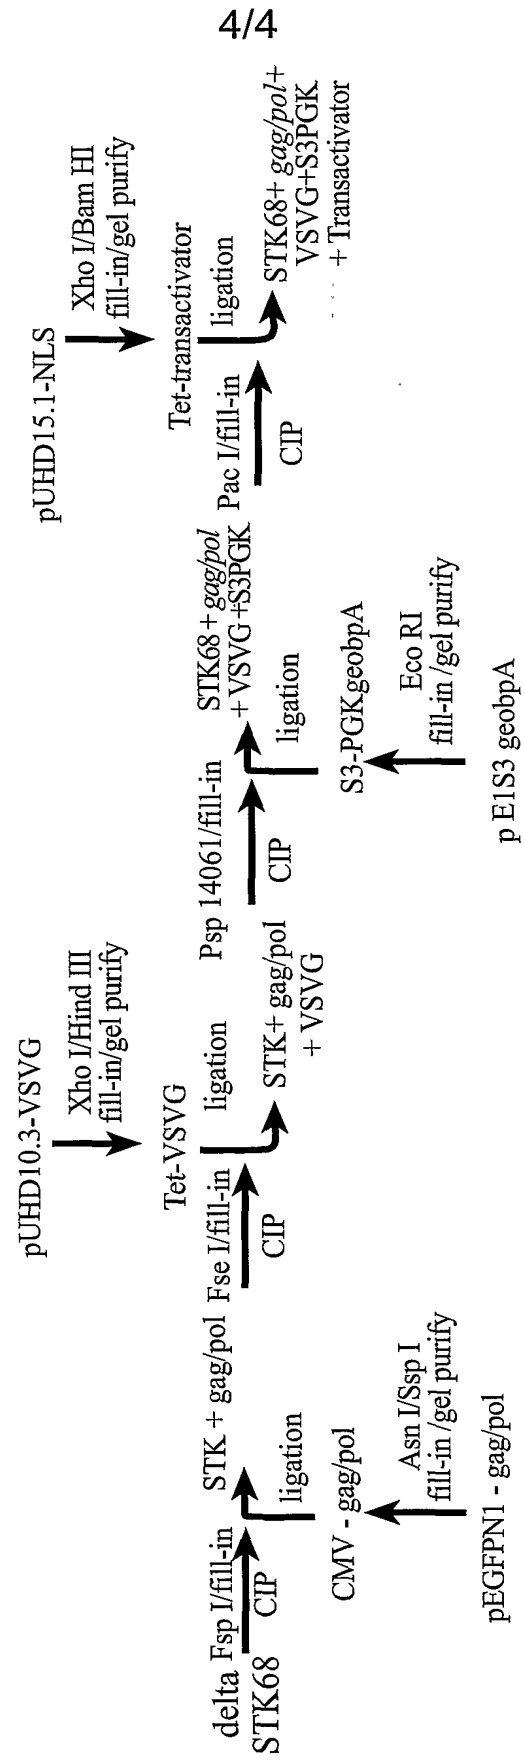 4/4
delta
STK68
Fsp I/fill-in
CIP
pEGFPN1 - gag/pol
Asn I/Ssp I
fill-in /gel purify
CMV - gag/pol
ligation
STK + gag/pol
Fse I/fill-in
CIP
pUHD10.3-VSVG
Xho I/Hind III
fill-in/gel purify
Tet-VSVG
ligation
STK+ gag/pol
+ VSVG
Psp 14061/fill-in
CIP
p E1S3 geobpA
Eco RI
fill-in /gel purify
S3-PGKgeobpA
ligation
STK68 + gag/pol
+ VSVG +S3PGK
Pac I/fill-in
CIP
pUHD15.1-NLS
Xho I/Bam HI
fill-in/gel purify
Tet-transactivator
ligation
STK68+ gag/pol+
VSVG+S3PGK
+ Transactivator